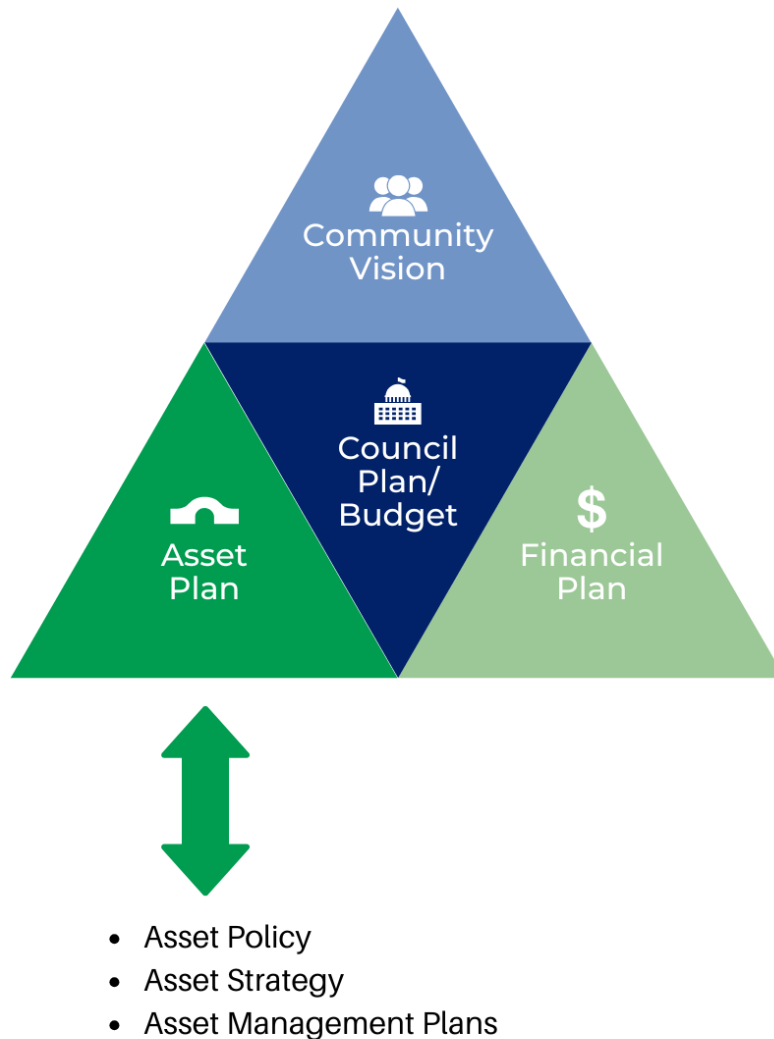 Community
Vision
Council
Plan/
Budget
Asset
Plan
$
Financial
Plan
• Asset Policy
• Asset Strategy
• Asset Management Plans